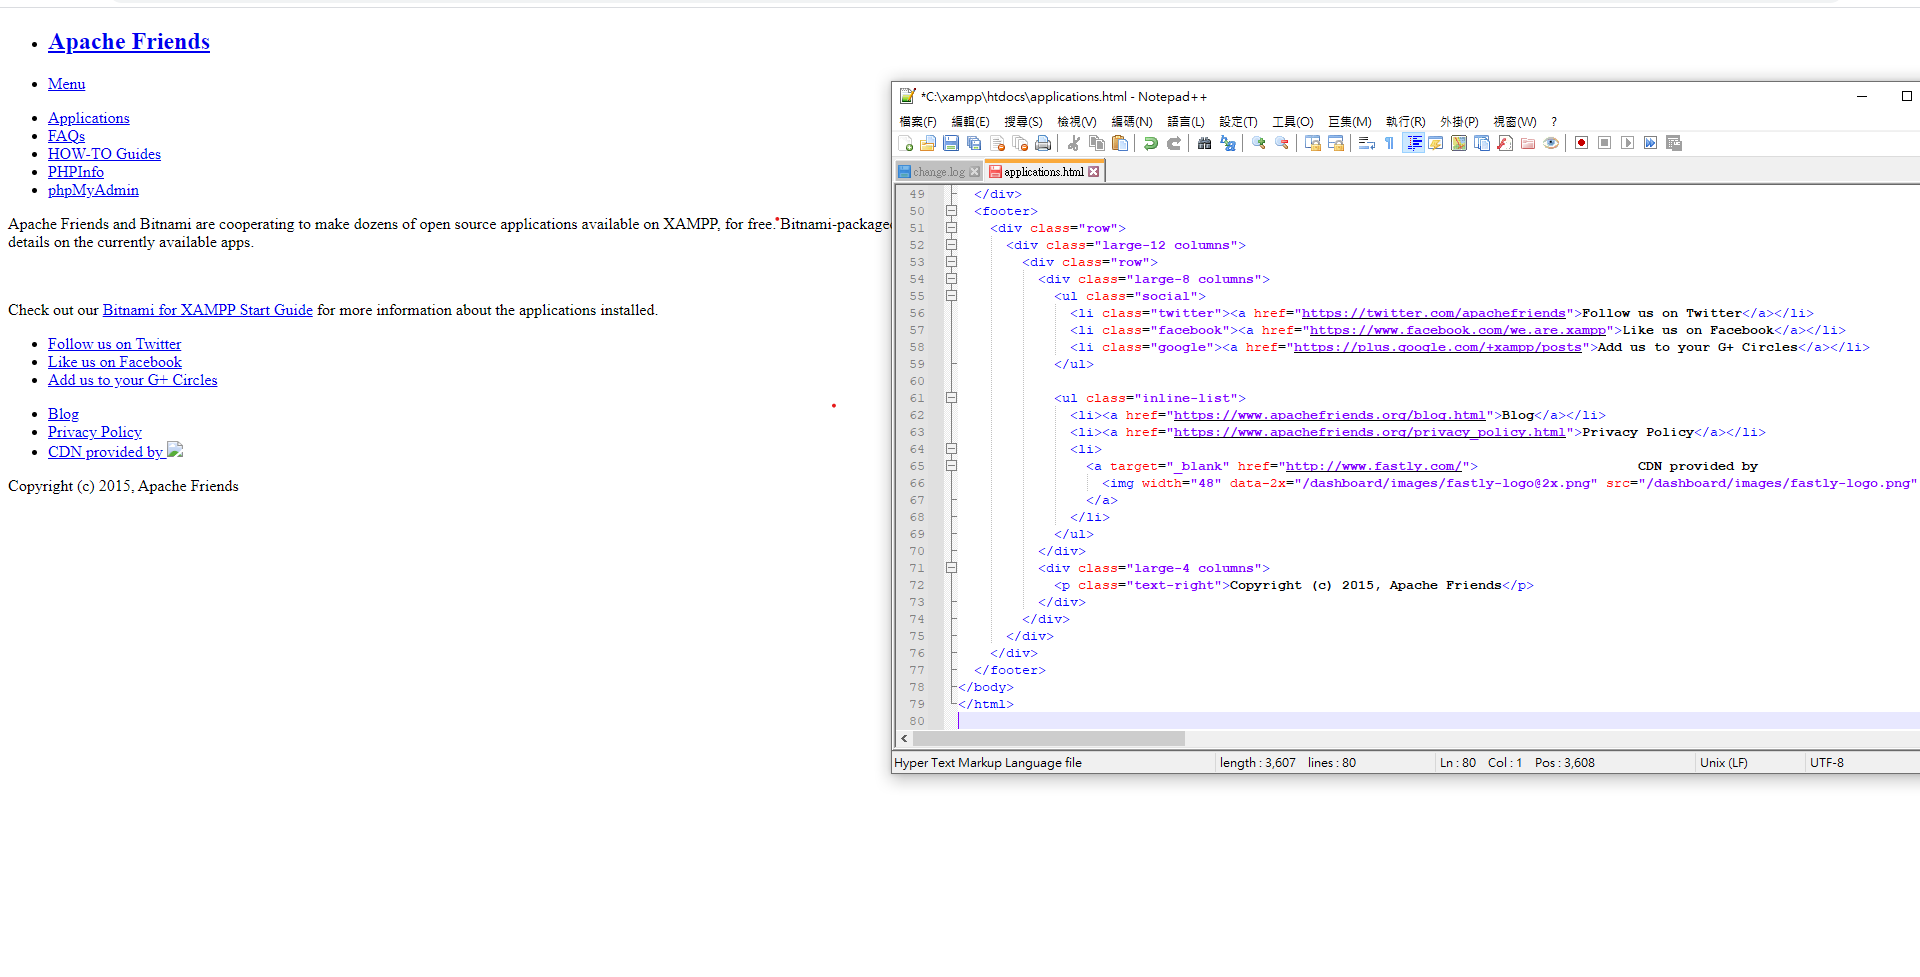 Apache Friends
Menu
Applications
FAQs
HOW-TO Guides
PHPInfo
phpMyAdmin
Apache Friends and Bitnami are cooperating to make dozens of open source applications available on XAMPP, for free. Bitnami-packaged
details on the currently available apps.
Check out our Bitnami for XAMPP Start Guide for more information about the applications installed.
Follow us on Twitter
Like us on Facebook
Add us to your G+ Circles
Blog
Privacy Policy
CDN provided by
Copyright (c) 2015, Apache Friends
*C:\xampp\htdocs\applications.html - Notepad++
檔案(F) 編輯(E) 搜尋(S) 檢視(V) 編碼(N) 語言(L) 設定(T) 工具(O) 巨集(M) 執行(R) 外掛(P) 視窗(W) ?
change.log applications.html
49 </div>
50 <footer>
51 <div class="row">
52 <div class="large-12 columns">
53 <div class="row">
54 <div class="large-8 columns">
55 <ul class="social">
56 <li class="twitter"><a href="https://twitter.com/apachefriends">Follow us on Twitter</a></li>
57 <li class="facebook"><a href="https://www.facebook.com/we.are.xampp">Like us on Facebook</a></li>
58 <li class="google"><a href="https://plus.google.com/+xampp/posts">Add us to your G+ Circles</a></li>
59 </ul>
60
61 <ul class="inline-list">
62 <li><a href="https://www.apachefriends.org/blog.html">Blog</a></li>
63 <li><a href="https://www.apachefriends.org/privacy_policy.html">Privacy Policy</a></li>
64 <li>
65 <a target="_blank" href="http://www.fastly.com/"> CDN provided by
66 <img width="48" data-2x="/dashboard/images/fastly-logo@2x.png" src="/dashboard/images/fastly-logo.png"
67 </a>
68 </li>
69 </ul>
70 </div>
71 <div class="large-4 columns">
72 <p class="text-right">Copyright (c) 2015, Apache Friends</p>
73 </div>
74 </div>
75 </div>
76 </div>
77 </footer>
78 </body>
79 </html>
80
Hyper Text Markup Language file length : 3,607 lines : 80 Ln : 80 Col : 1 Pos : 3,608 Unix (LF) UTF-8